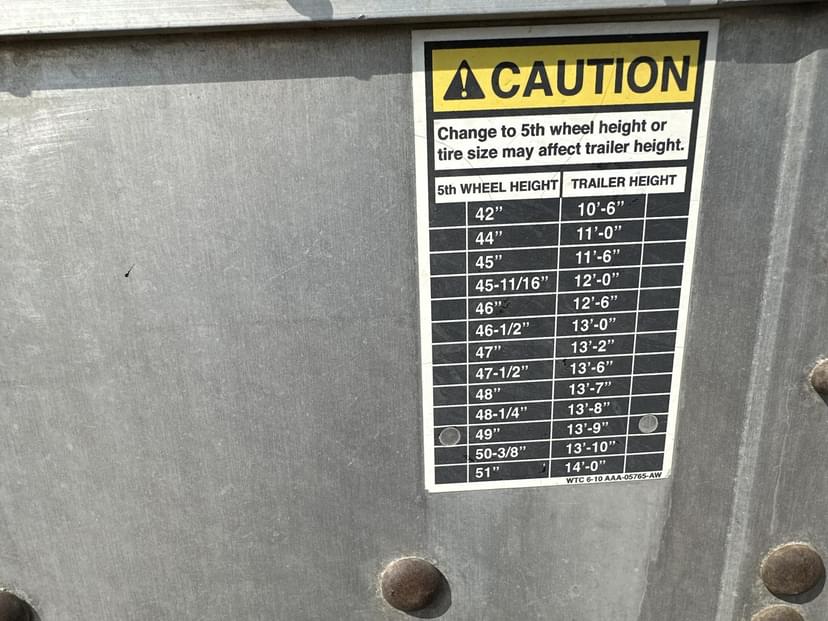 CAUTION
Change to 5th wheel height or
tire size may affect trailer height.
5th WHEEL HEIGHT TRAILER HEIGHT
42" 10'-6"
44" 11'-0"
45" 11'-6"
45-11/16" 12'-0"
46" 12'-6"
46-1/2" 13'-0"
47" 13'-2"
47-1/2" 13'-6"
48" 13'-7"
48-1/4" 13'-8"
49" 13'-9"
50-3/8" 13'-10"
51" 14'-0"
WTC 6-10 AAA-05765-AW